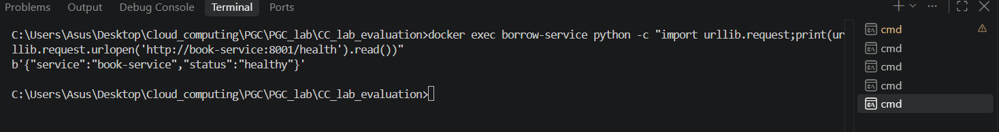 Problems Output Debug Console Terminal Ports
C:\Users\Asus\Desktop\Cloud_computing\PGC\PGC_lab\CC_lab_evaluation>docker exec borrow-service python -c "import urllib.request;print(ur
llib.request.urlopen('http://book-service:8001/health').read())"
b'{"service":"book-service","status":"healthy"}'
C:\Users\Asus\Desktop\Cloud_computing\PGC\PGC_lab\CC_lab_evaluation>
cmd
cmd
cmd
cmd
cmd